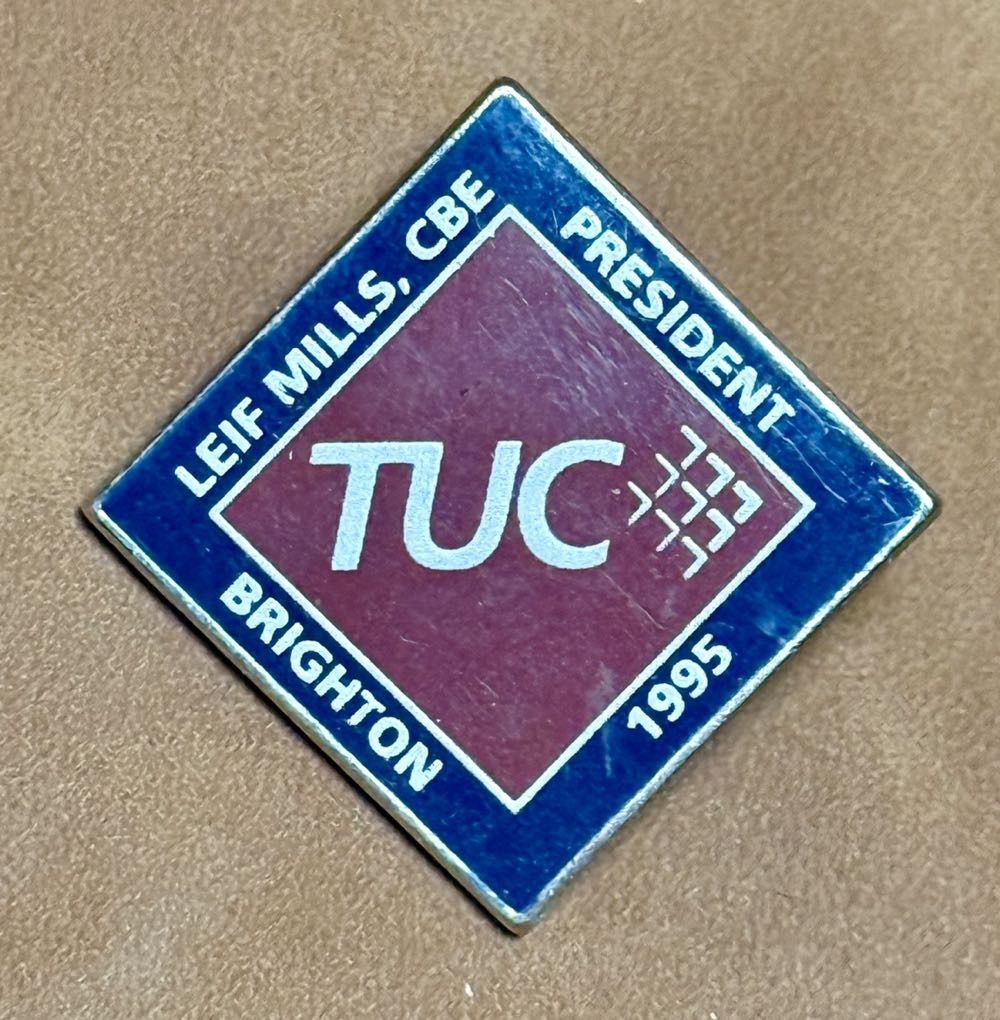 LEIF MILLS, CBE
PRESIDENT
TUC
BRIGHTON
1995